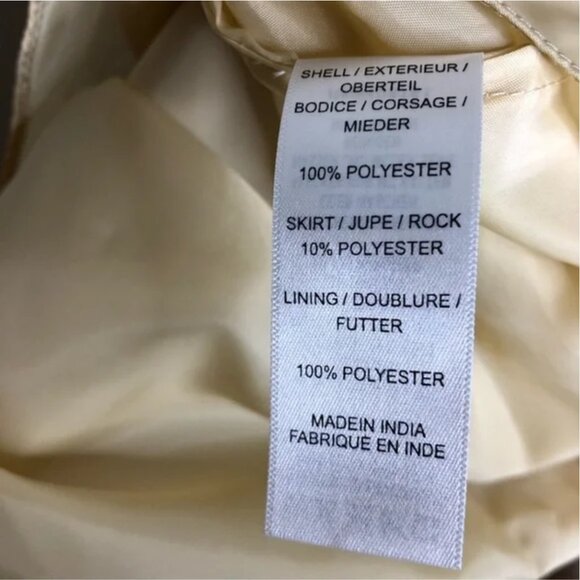 SHELL / EXTERIEUR /
OBERTEIL
BODICE / CORSAGE /
MIEDER
100% POLYESTER
SKIRT / JUPE / ROCK
10% POLYESTER
LINING / DOUBLURE /
FUTTER
100% POLYESTER
MADEIN INDIA
FABRIQUÉ EN INDE